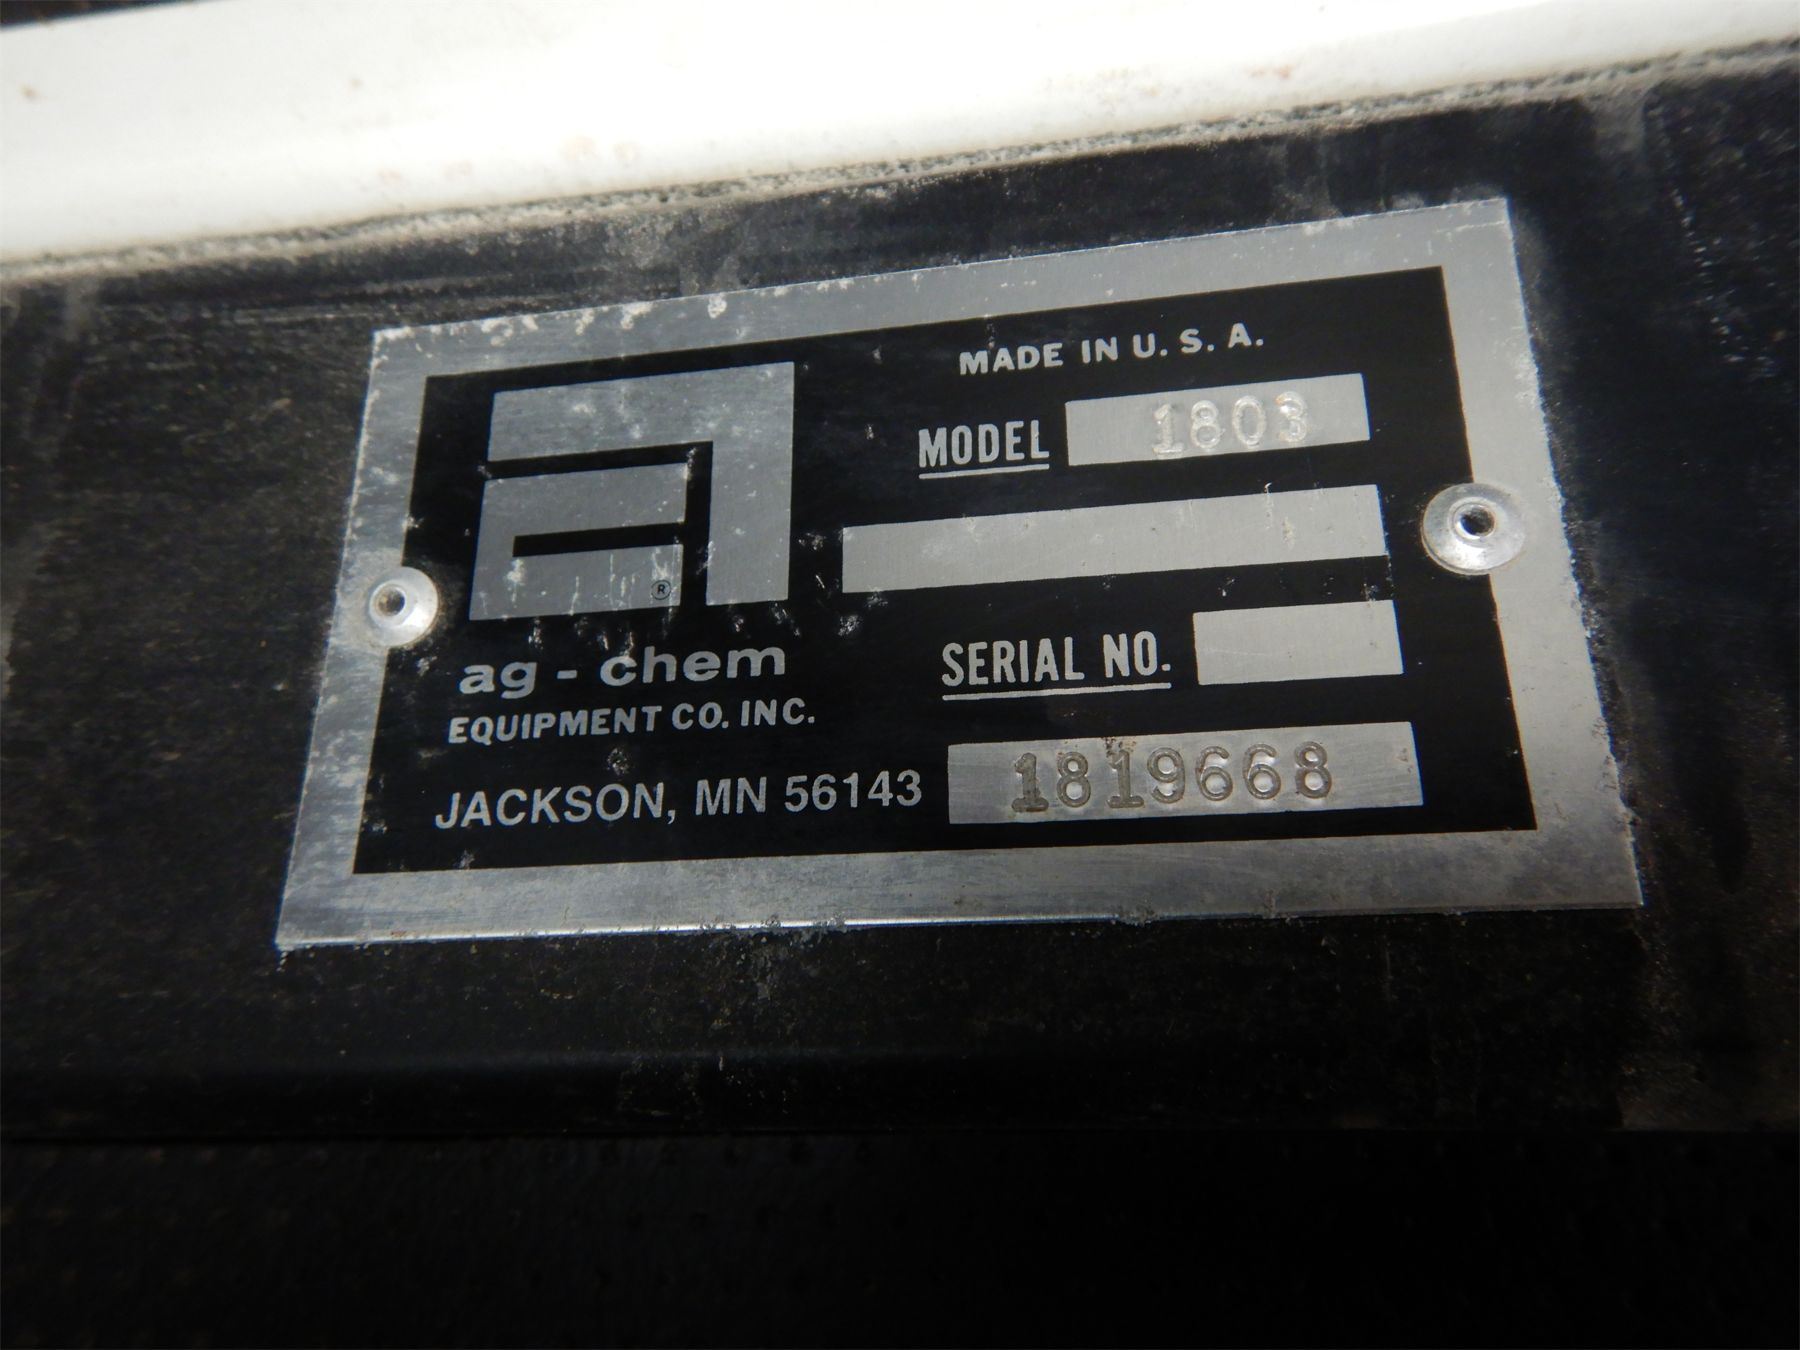 MADE IN U. S. A.
MODEL 1803
®
ag - chem
EQUIPMENT CO. INC.
JACKSON, MN 56143
SERIAL NO.
1819668